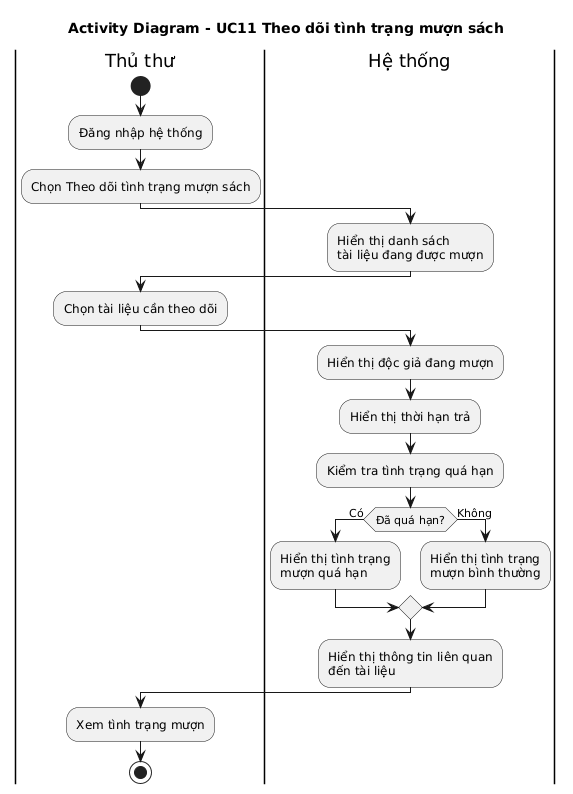 Activity Diagram - UC11 Theo dõi tình trạng mượn sách
Thủ thư
Hệ thống
Đăng nhập hệ thống
Chọn Theo dõi tình trạng mượn sách
Hiển thị danh sách
tài liệu đang được mượn
Chọn tài liệu cần theo dõi
Hiển thị độc giả đang mượn
Hiển thị thời hạn trả
Kiểm tra tình trạng quá hạn
Có
Đã quá hạn?
Không
Hiển thị tình trạng
mượn quá hạn
Hiển thị tình trạng
mượn bình thường
Hiển thị thông tin liên quan
đến tài liệu
Xem tình trạng mượn